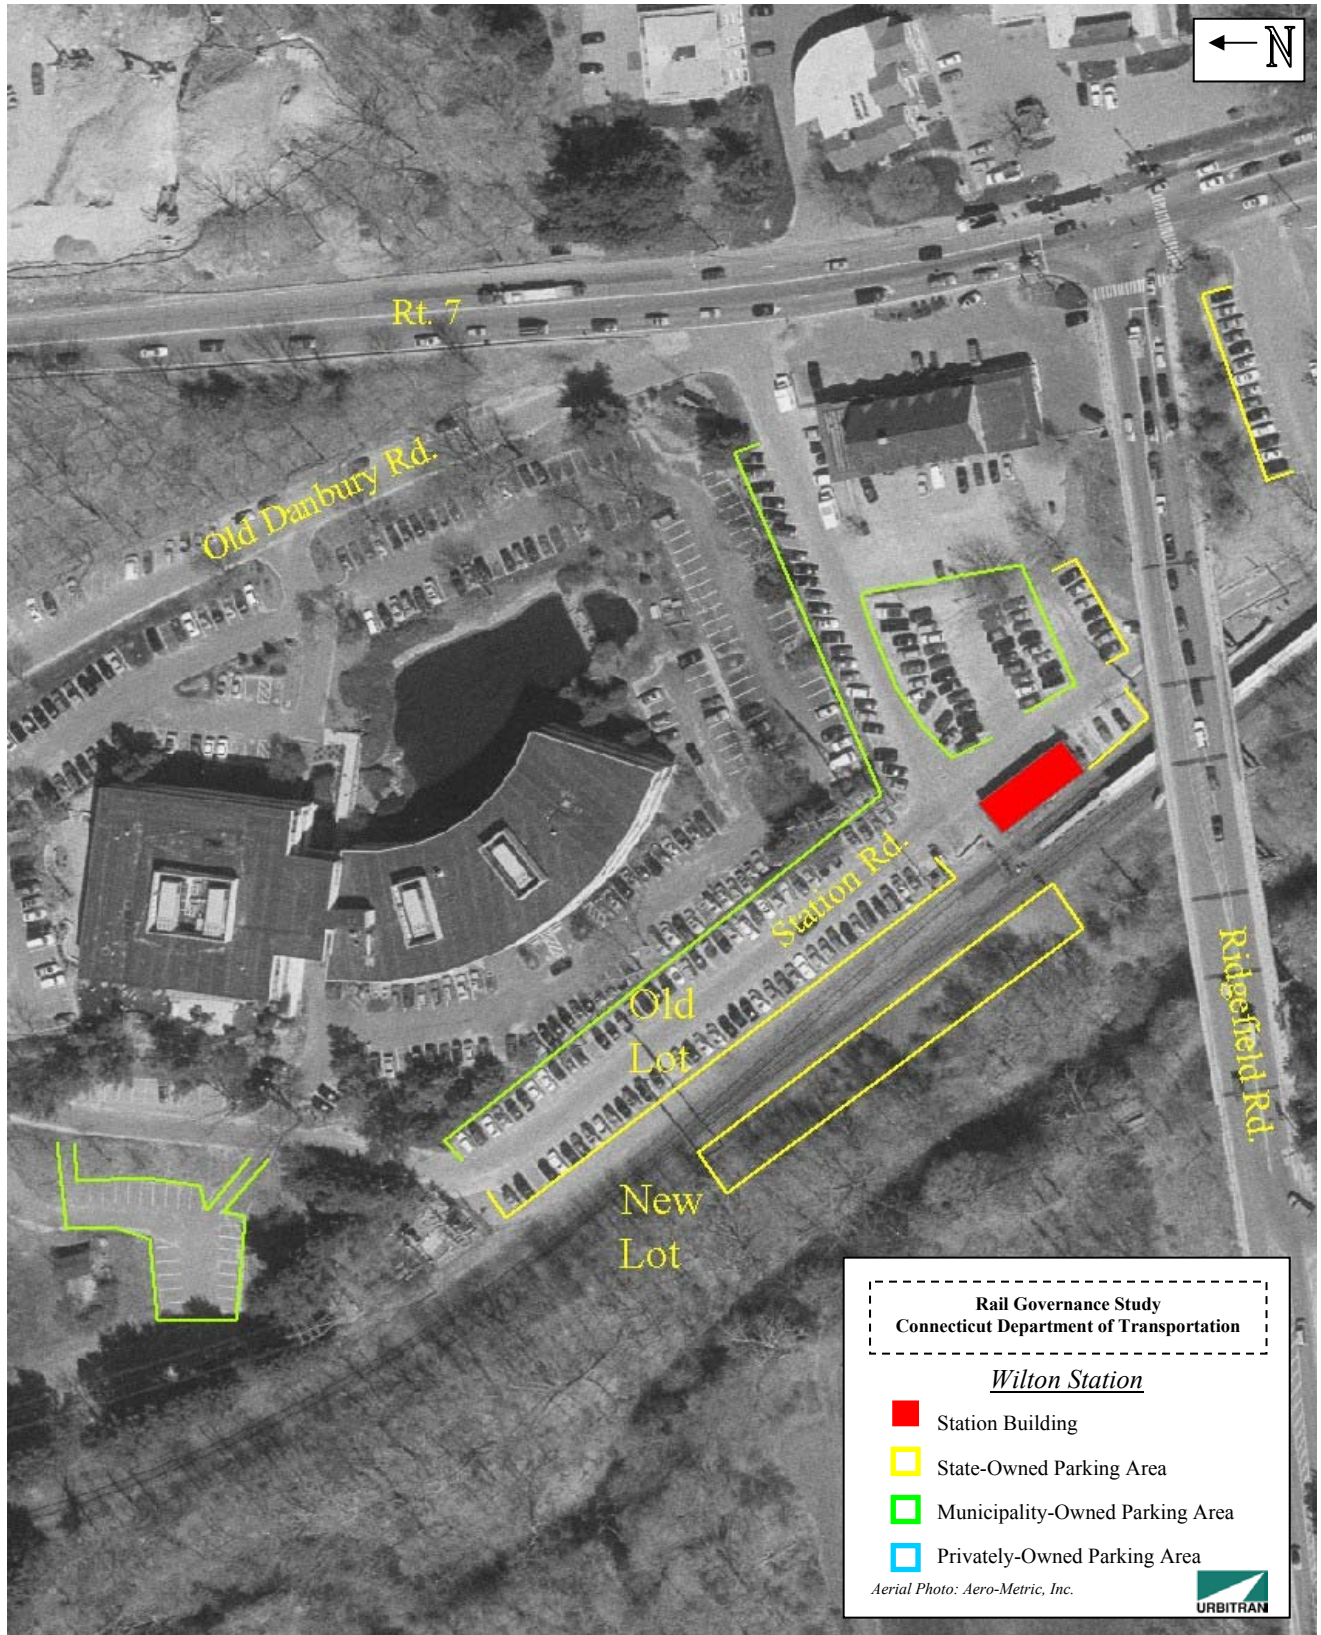 N
Rt. 7
Old Danbury Rd.
Station Rd.
Old
Lot
Ridgefield Rd.
New
Lot
Rail Governance Study
Connecticut Department of Transportation
Wilton Station
Station Building
State-Owned Parking Area
Municipality-Owned Parking Area
Privately-Owned Parking Area
Aerial Photo: Aero-Metric, Inc.
URBITRAN